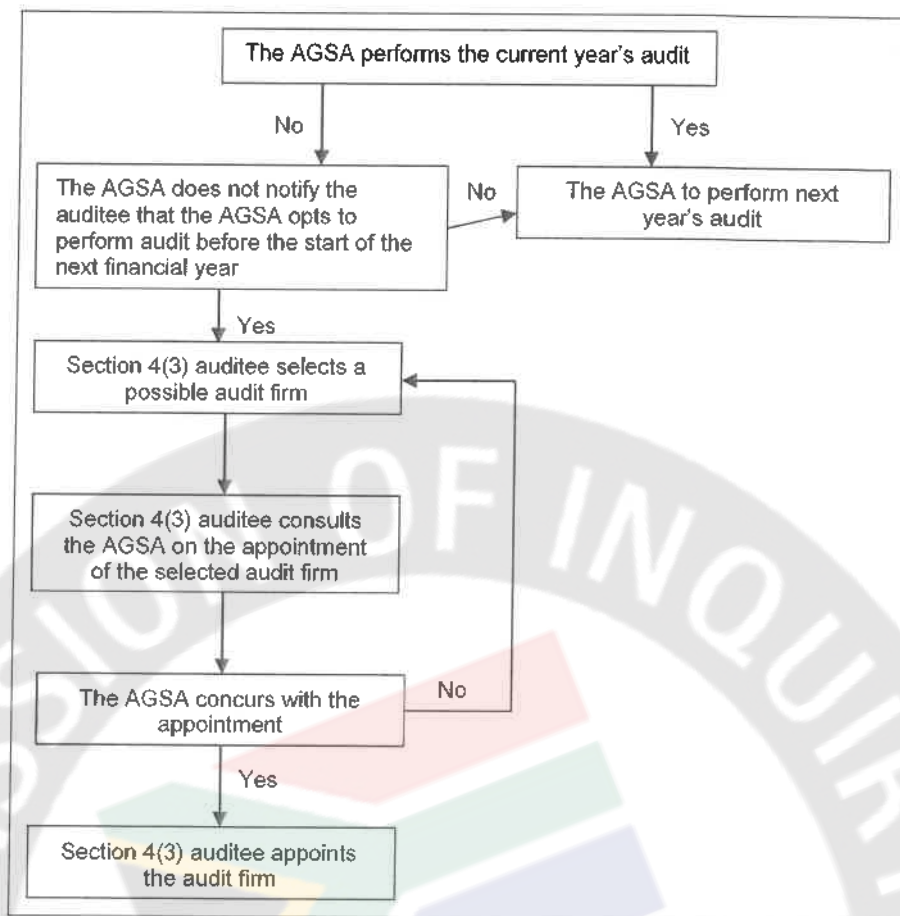 The AGSA performs the current year's audit
No
Yes
The AGSA does not notify the
auditee that the AGSA opts to
perform audit before the start of the
next financial year
No
The AGSA to perform next
year's audit
Yes
Section 4(3) auditee selects a
possible audit firm
Section 4(3) auditee consults
the AGSA on the appointment
of the selected audit firm
The AGSA concurs with the
appointment
No
Yes
Section 4(3) auditee appoints
the audit firm
OF INQUIR